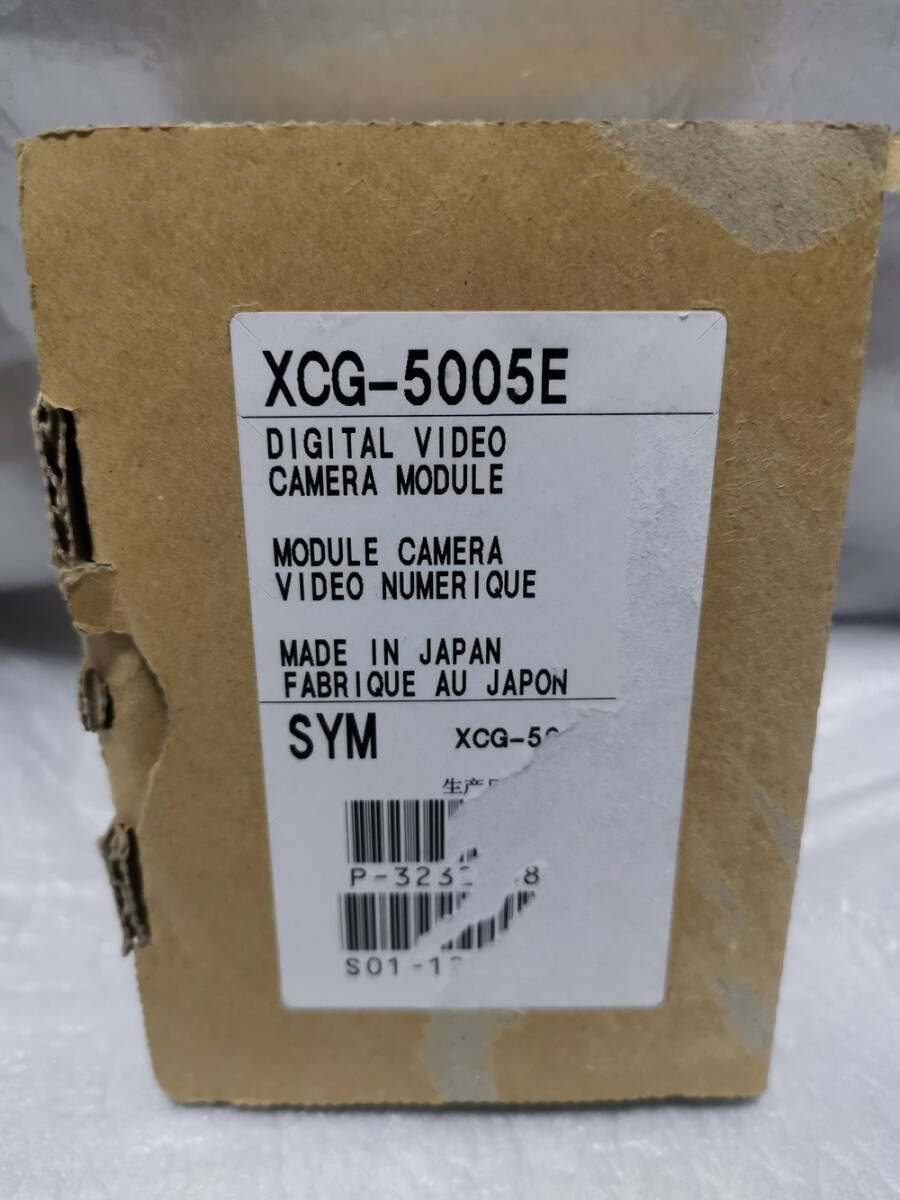 XCG-5005E
DIGITAL VIDEO
CAMERA MODULE
MODULE CAMERA
VIDEO NUMERIQUE
MADE IN JAPAN
FABRIQUE AU JAPON
SYM